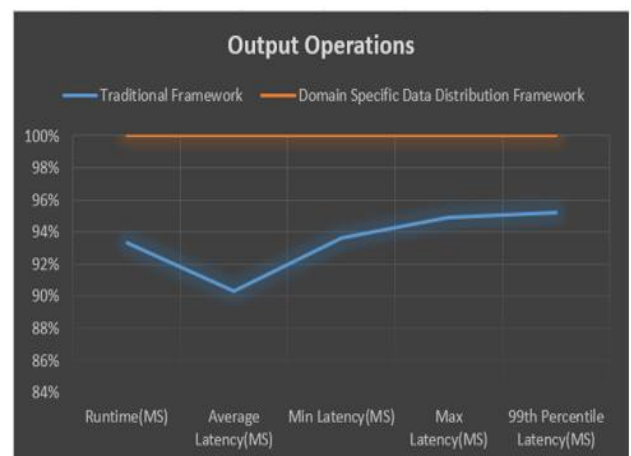 Output Operations
Traditional Framework
Domain Specific Data Distribution Framework
100%
98%
96%
94%
92%
90%
88%
86%
84%
Runtime(MS)
Average
Latency(MS)
Min Latency(MS)
Max
Latency(MS)
99th Percentile
Latency(MS)